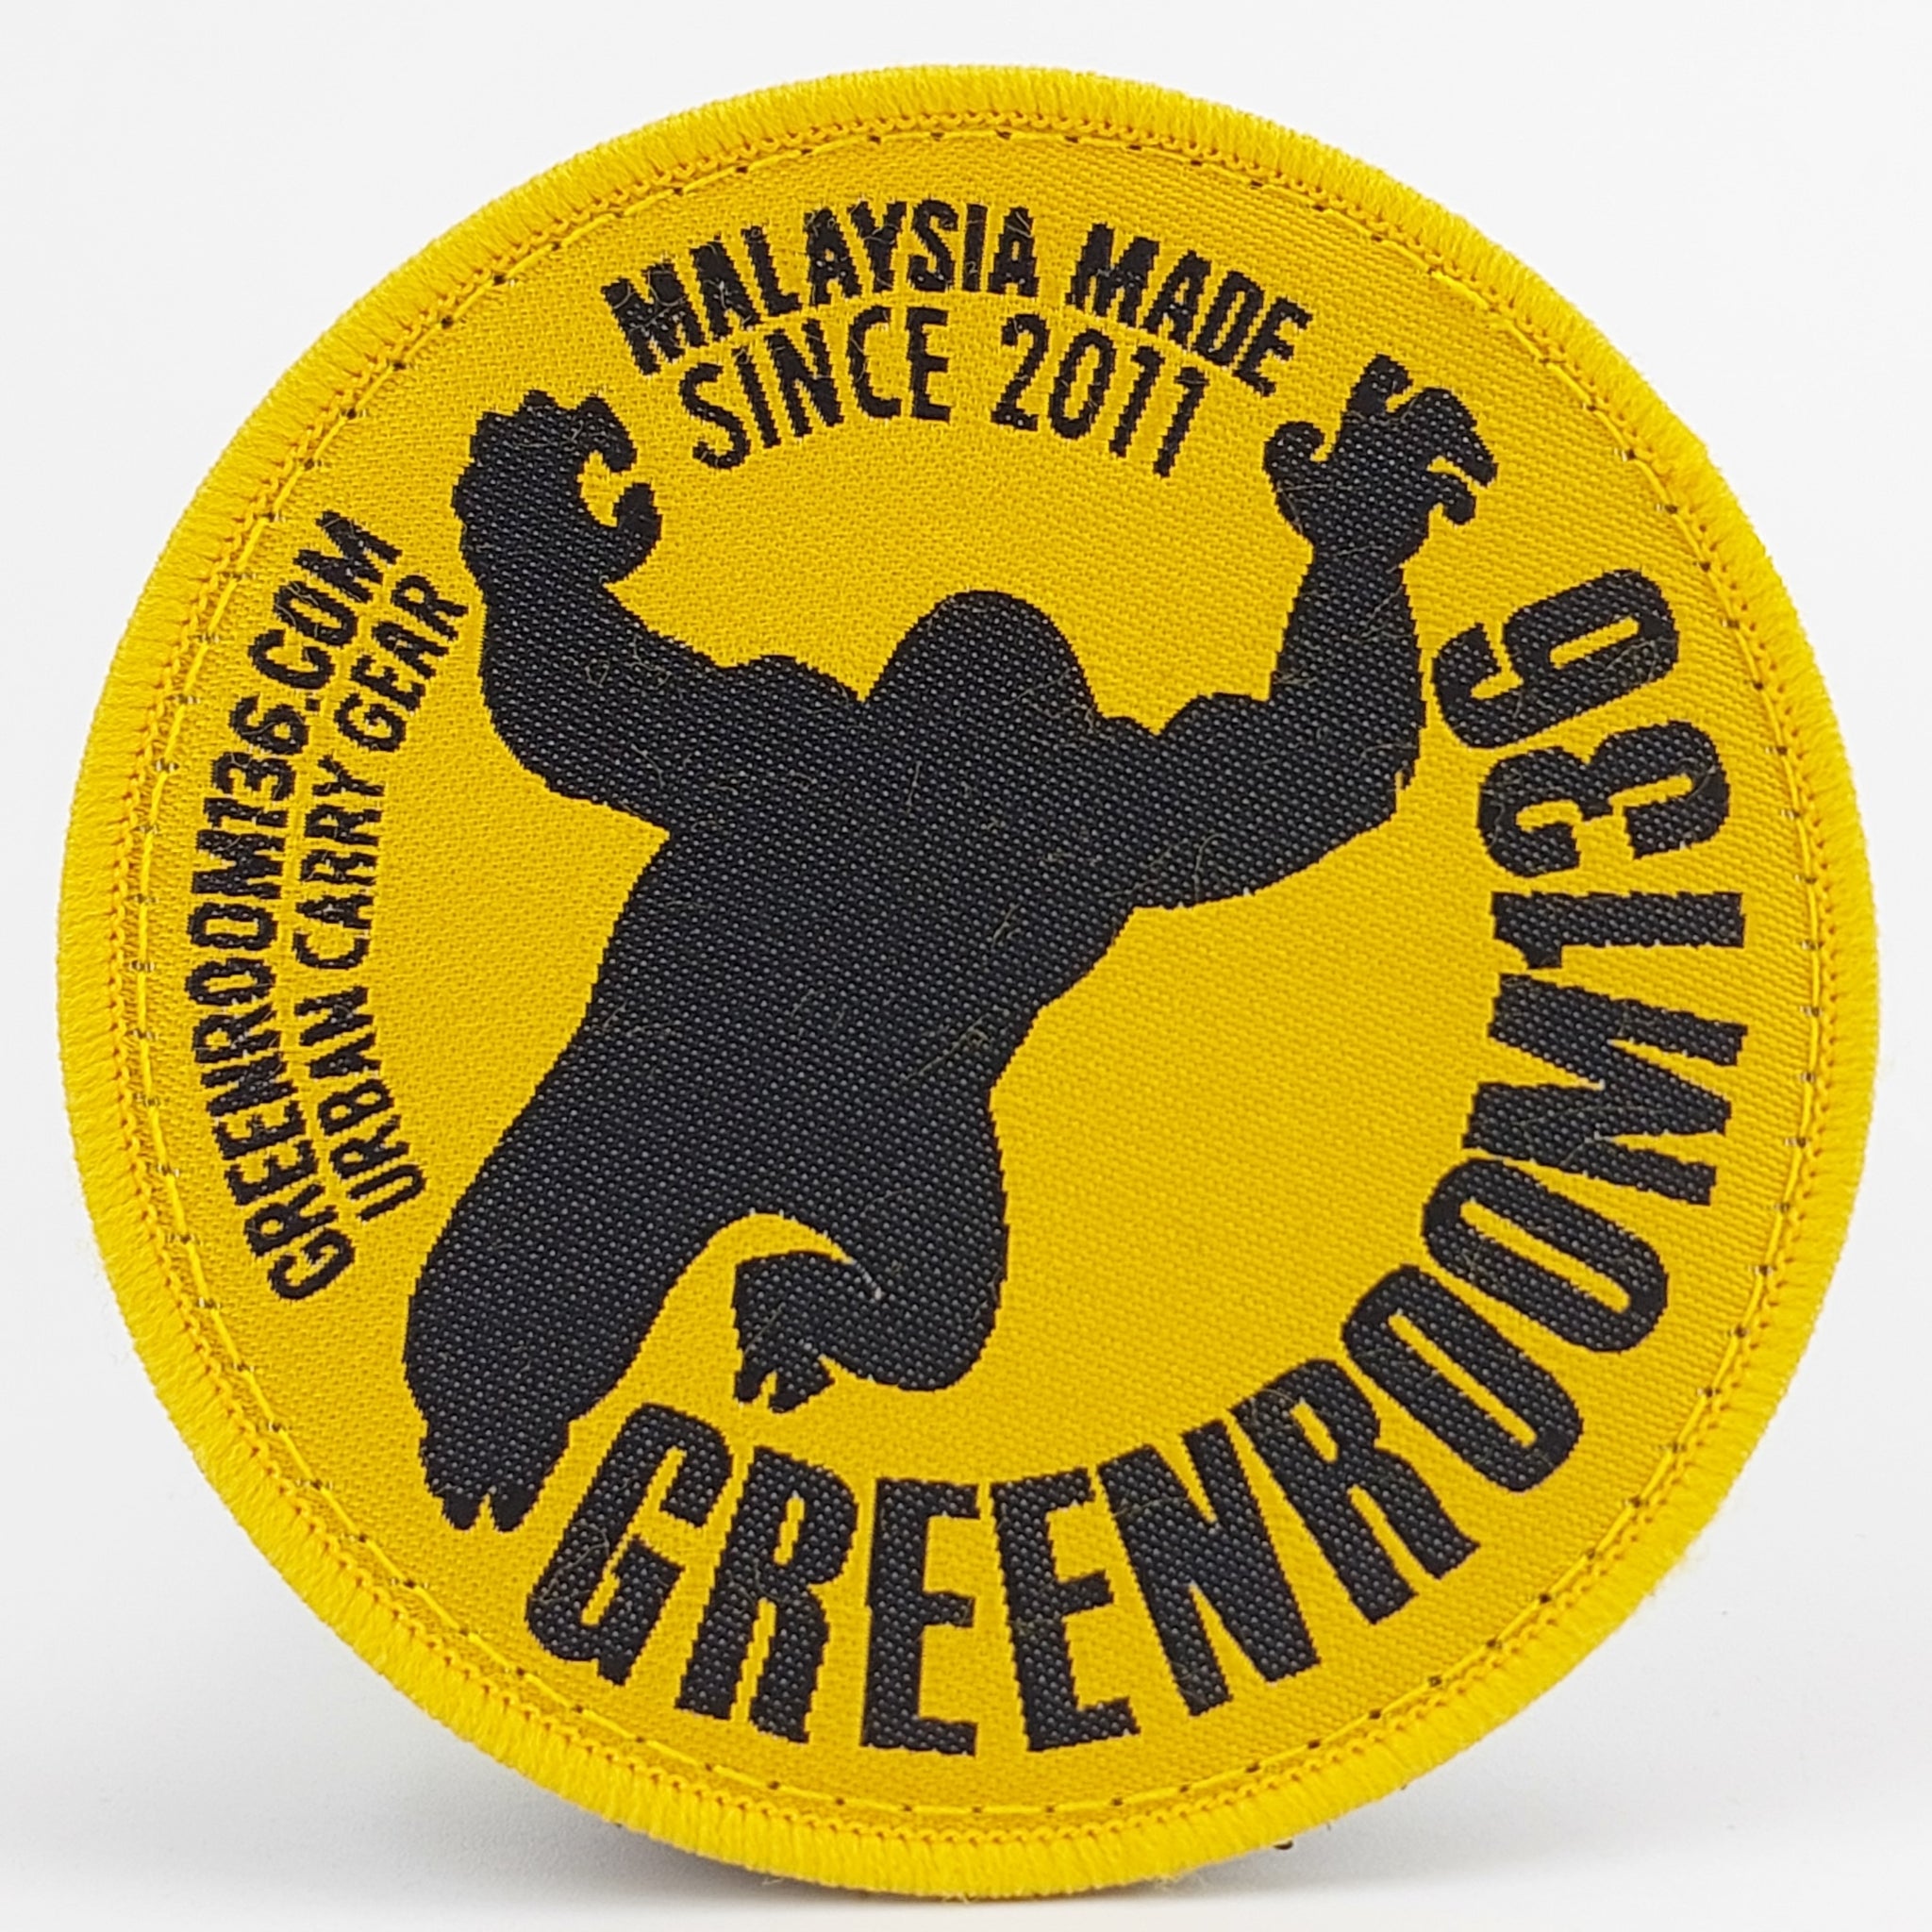 MALAYSIA MADE
SINCE 2011
GREENROOM136.COM
URBAN CARRY GEAR
GREENROOM136